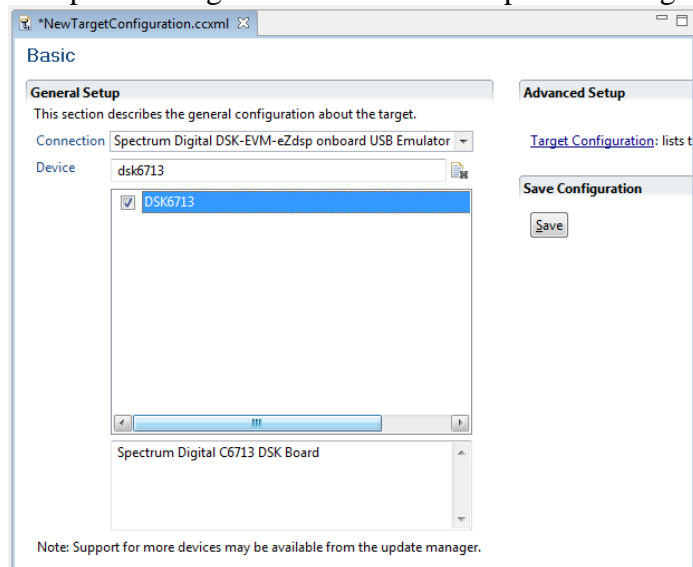 *NewTargetConfiguration.ccxml
Basic
General Setup
This section describes the general configuration about the target.
Connection Spectrum Digital DSK-EVM-eZdsp onboard USB Emulator
Device dsk6713
DSK6713
Spectrum Digital C6713 DSK Board
Note: Support for more devices may be available from the update manager.
Advanced Setup
Target Configuration: lists t
Save Configuration
Save